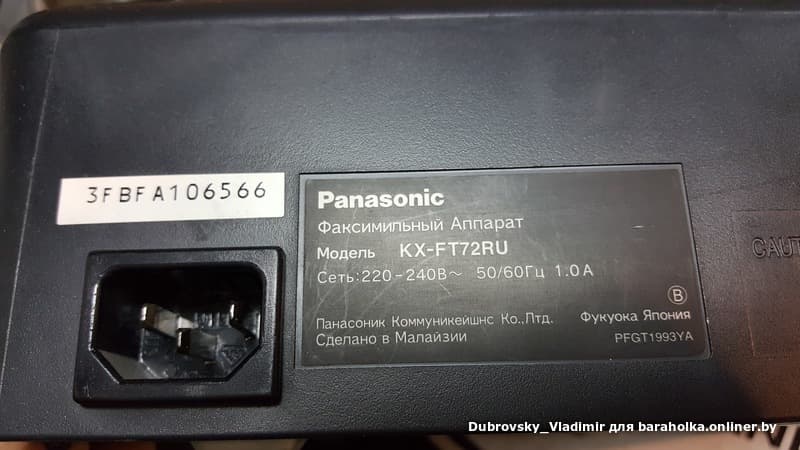 3FBFA106566
Panasonic
Факсимильный Аппарат
Модель KX-FT72RU
Сеть:220-240В~ 50/60Гц 1.0А
B
Панасоник Коммуникейшнс Ко.,Лтд. Фукуока Япония
Сделано в Малайзии PFGT1993YA
Dubrovsky_Vladimir для baraholka.onliner.by